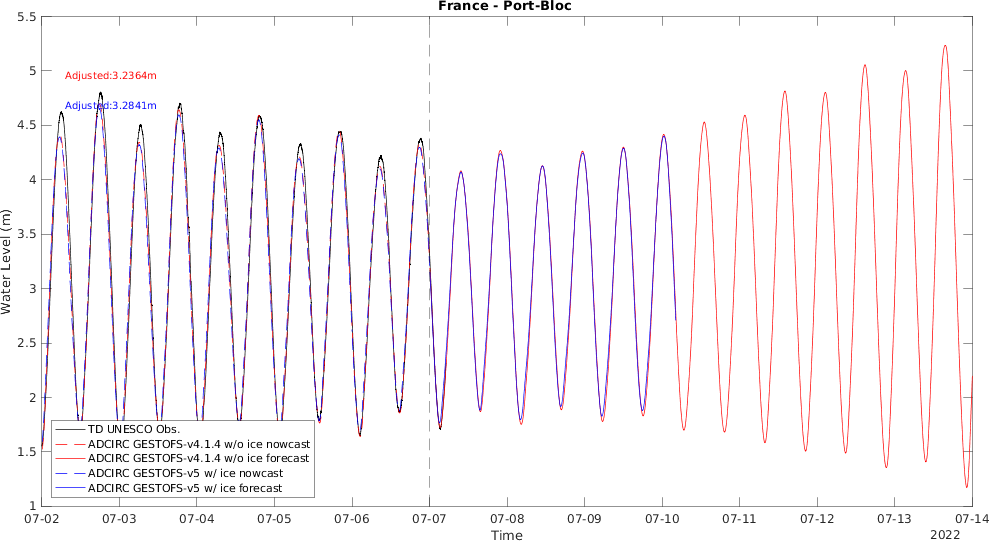 France - Port-Bloc
5.5
5
4.5
4
3.5
3
2.5
2
1.5
1
Water Level (m)
Adjusted:3.2364m
Adjusted:3.2841m
TD UNESCO Obs.
ADCIRC GESTOFS-v4.1.4 w/o ice nowcast
ADCIRC GESTOFS-v4.1.4 w/o ice forecast
ADCIRC GESTOFS-v5 w/ ice nowcast
ADCIRC GESTOFS-v5 w/ ice forecast
07-02 07-03 07-04 07-05 07-06 07-07 07-08 07-09 07-10 07-11 07-12 07-13 07-14
Time
2022